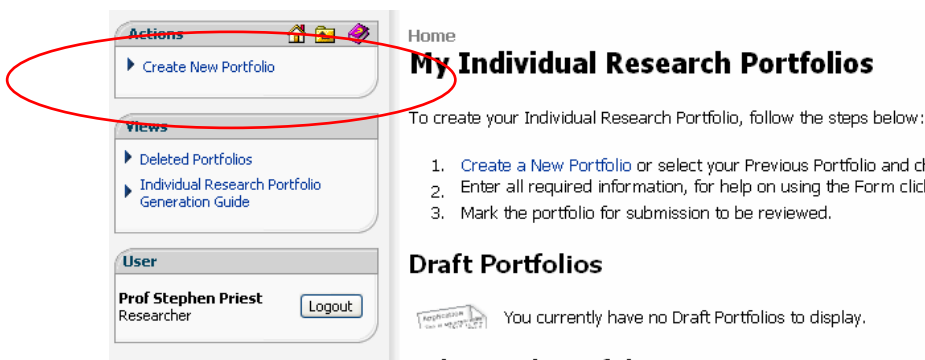 Actions
Create New Portfolio
Views
Deleted Portfolios
Individual Research Portfolio
Generation Guide
User
Prof Stephen Priest
Researcher
Logout
Home
My Individual Research Portfolios
To create your Individual Research Portfolio, follow the steps below:
1. Create a New Portfolio or select your Previous Portfolio and
2. Enter all required information, for help on using the Form
3. Mark the portfolio for submission to be reviewed.
Draft Portfolios
You currently have no Draft Portfolios to display.